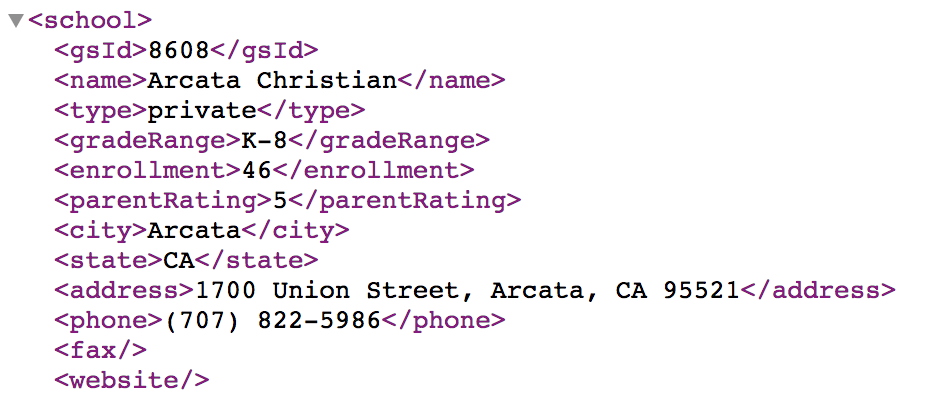 <school>
<gsId>8608</gsId>
<name>Arcata Christian</name>
<type>private</type>
<gradeRange>K-8</gradeRange>
<enrollment>46</enrollment>
<parentRating>5</parentRating>
<city>Arcata</city>
<state>CA</state>
<address>1700 Union Street, Arcata, CA 95521</address>
<phone>(707) 822-5986</phone>
<fax/>
<website/>